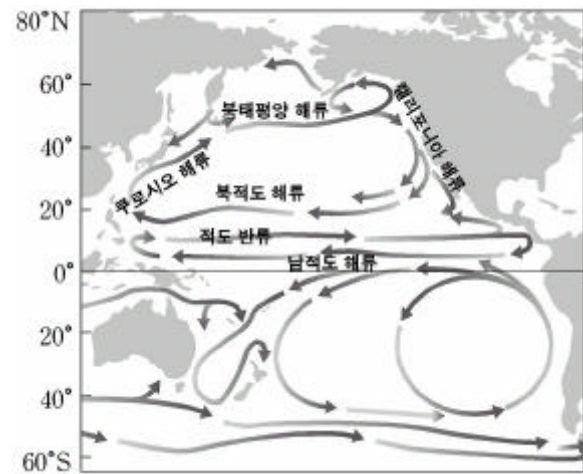 80°N
60°
북태평양 해류
캘리포니아 해류
40°
쿠로시오 해류
북적도 해류
20°
적도 반류
남적도 해류
0°
20°
40°
60°S